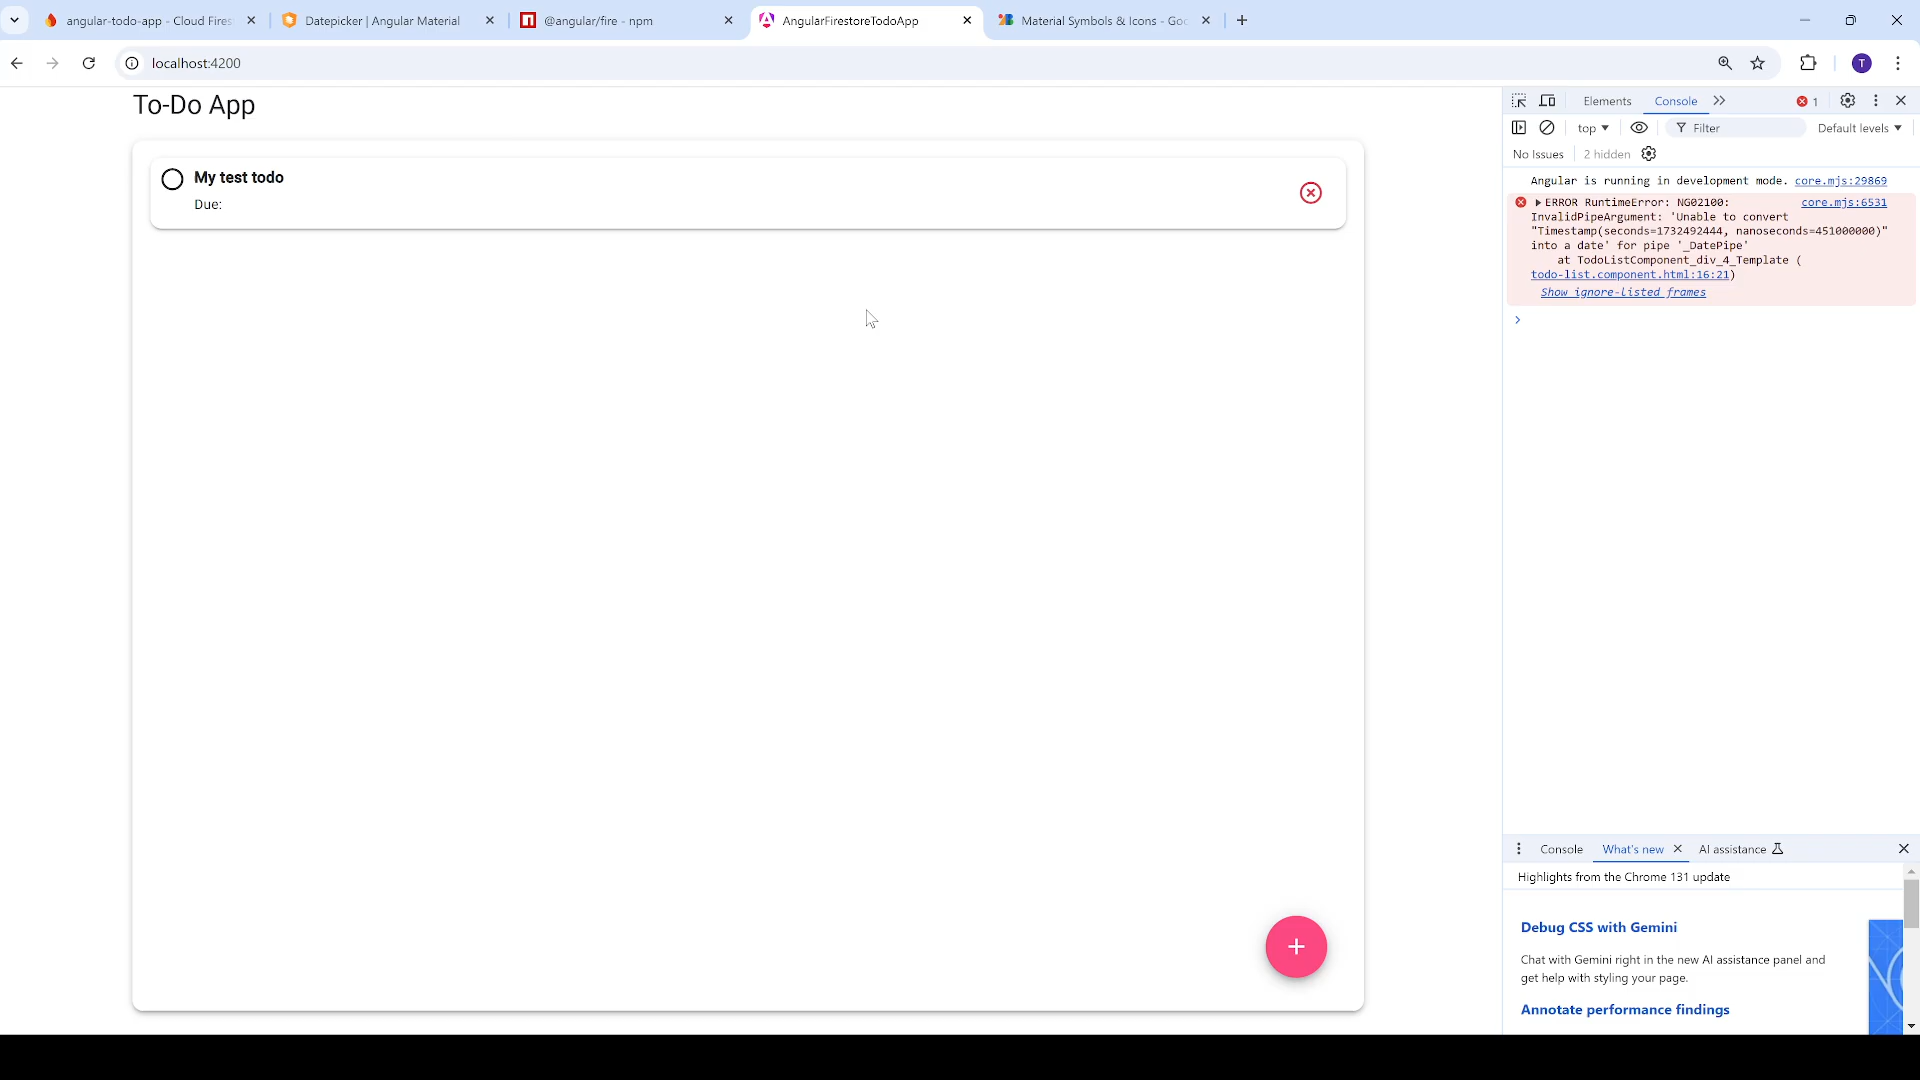 angular-todo-app - Cloud Fires
Datepicker | Angular Material
@angular/fire - npm
AngularFirestoreTodoApp
Material Symbols & Icons - Goo
localhost:4200
T
To-Do App
My test todo
Due:
+
Elements
Console
1
top
Filter
Default levels
No Issues
2 hidden
Angular is running in development mode. core.mjs:29869
ERROR RuntimeError: NG02100: core.mjs:6531
InvalidPipeArgument: 'Unable to convert
"Timestamp(seconds=1732492444, nanoseconds=451000000)"
into a date' for pipe '_DatePipe'
at TodoListComponent_div_4_Template (
todo-list.component.html:16:21)
Show ignore-listed frames
Console
What's new
AI assistance
Highlights from the Chrome 131 update
Debug CSS with Gemini
Chat with Gemini right in the new AI assistance panel and
get help with styling your page.
Annotate performance findings